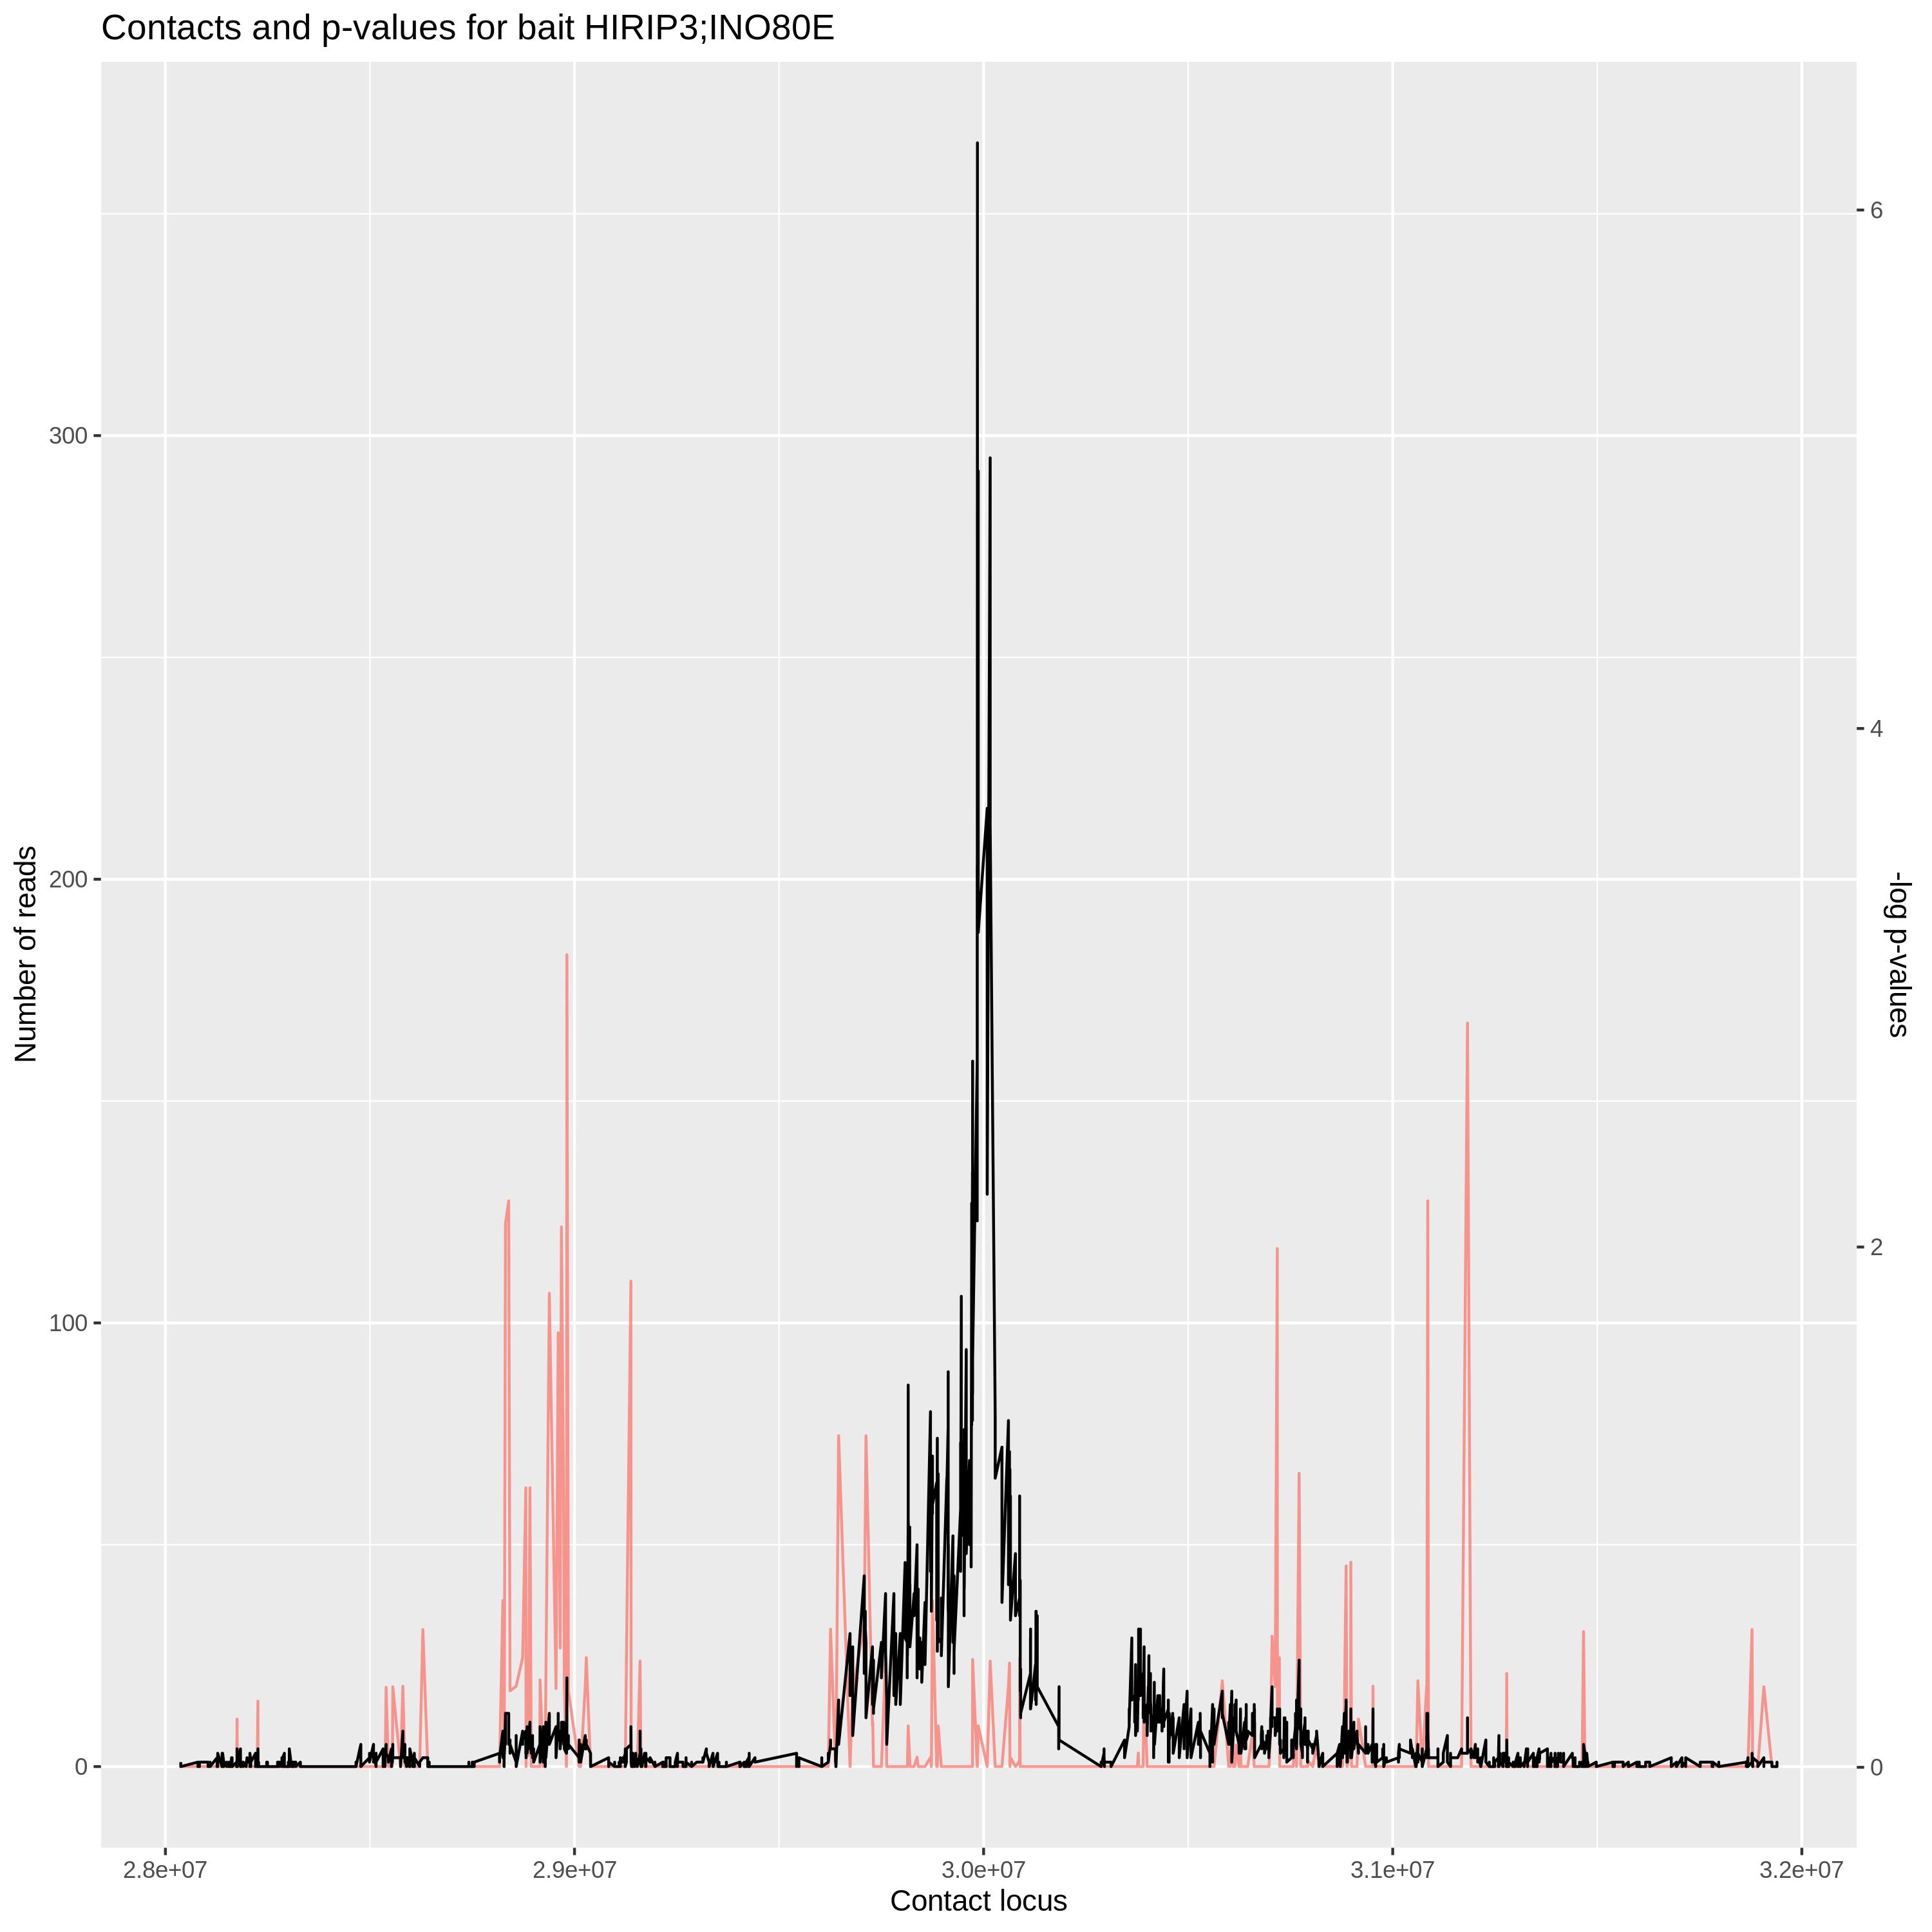 Contacts and p-values for bait HIRIP3;INO80E
Number of reads
300
200
100
0
6
4
2
0
-log p-values
2.8e+07
2.9e+07
3.0e+07
3.1e+07
3.2e+07
Contact locus